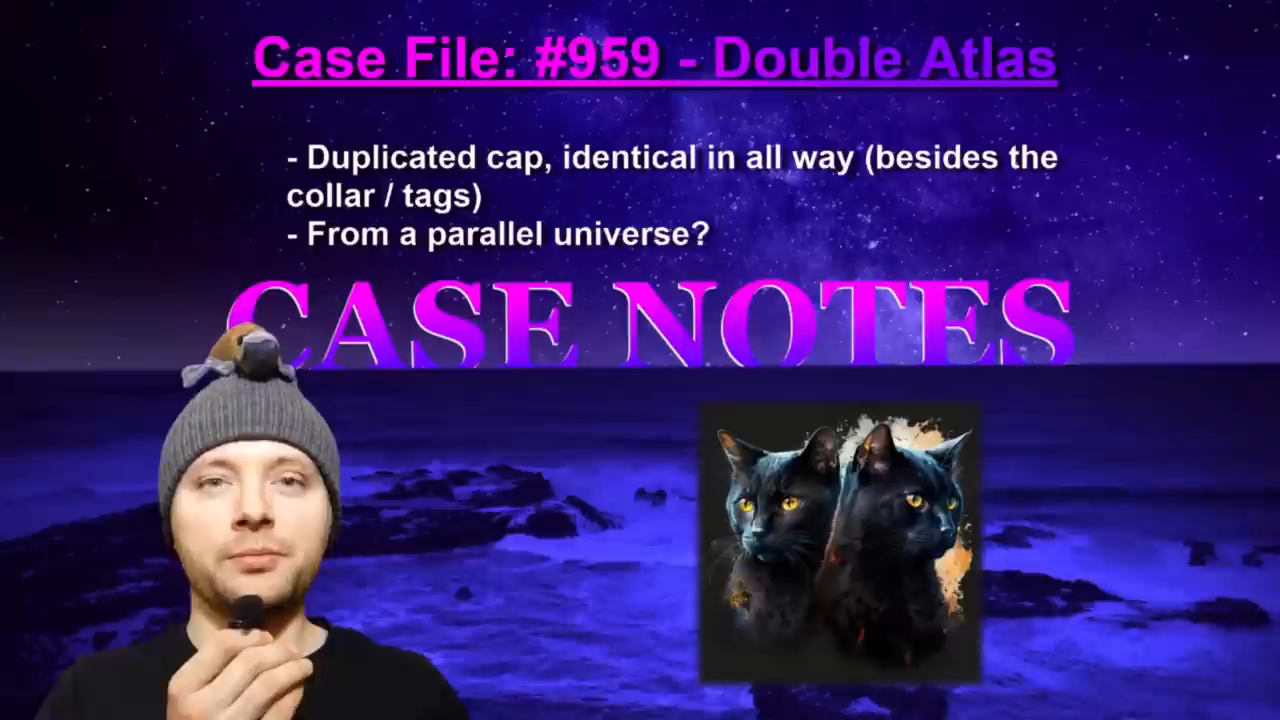 Case File: #959 - Double Atlas
- Duplicated cap, identical in all way (besides the
collar / tags)
- From a parallel universe?
CASE NOTES